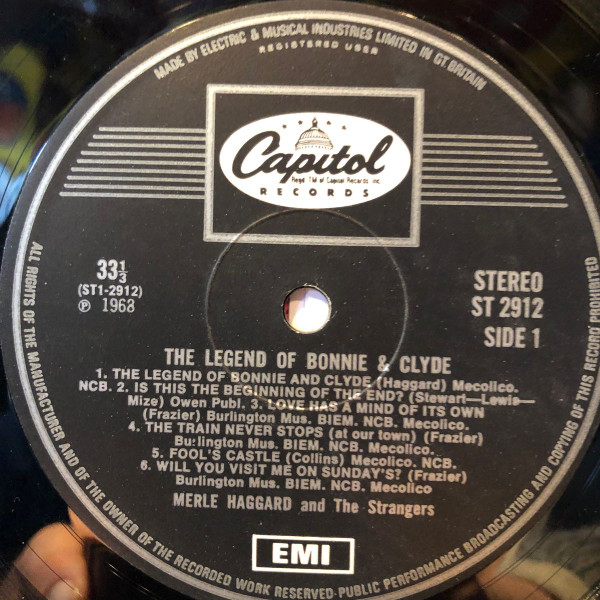 MADE BY ELECTRIC & MUSICAL INDUSTRIES LIMITED IN GT. BRITAIN
REGISTERED USER
Capitol
Regd. TM of Capitol Records Inc.
RECORDS
33⅓
(ST1-2912)
℗ 1968
STEREO
ST 2912
SIDE 1
THE LEGEND OF BONNIE & CLYDE
1. THE LEGEND OF BONNIE AND CLYDE (Haggard) Mecolico.
NCB. 2. IS THIS THE BEGINNING OF THE END? (Stewart—Lewis—
Mize) Owen Publ. 3. LOVE HAS A MIND OF ITS OWN
(Frazier) Burlington Mus. BIEM. NCB. Mecolico.
4. THE TRAIN NEVER STOPS (at our town) (Frazier)
Burlington Mus. BIEM. NCB. Mecolico.
5. FOOL'S CASTLE (Collins) Mecolico. NCB.
6. WILL YOU VISIT ME ON SUNDAY'S? (Frazier)
Burlington Mus. BIEM. NCB. Mecolico
MERLE HAGGARD and The Strangers
EMI
ALL RIGHTS OF THE MANUFACTURER AND OF THE OWNER OF THE RECORDED WORK RESERVED·PUBLIC PERFORMANCE BROADCASTING AND COPYING OF THIS RECORD PROHIBITED